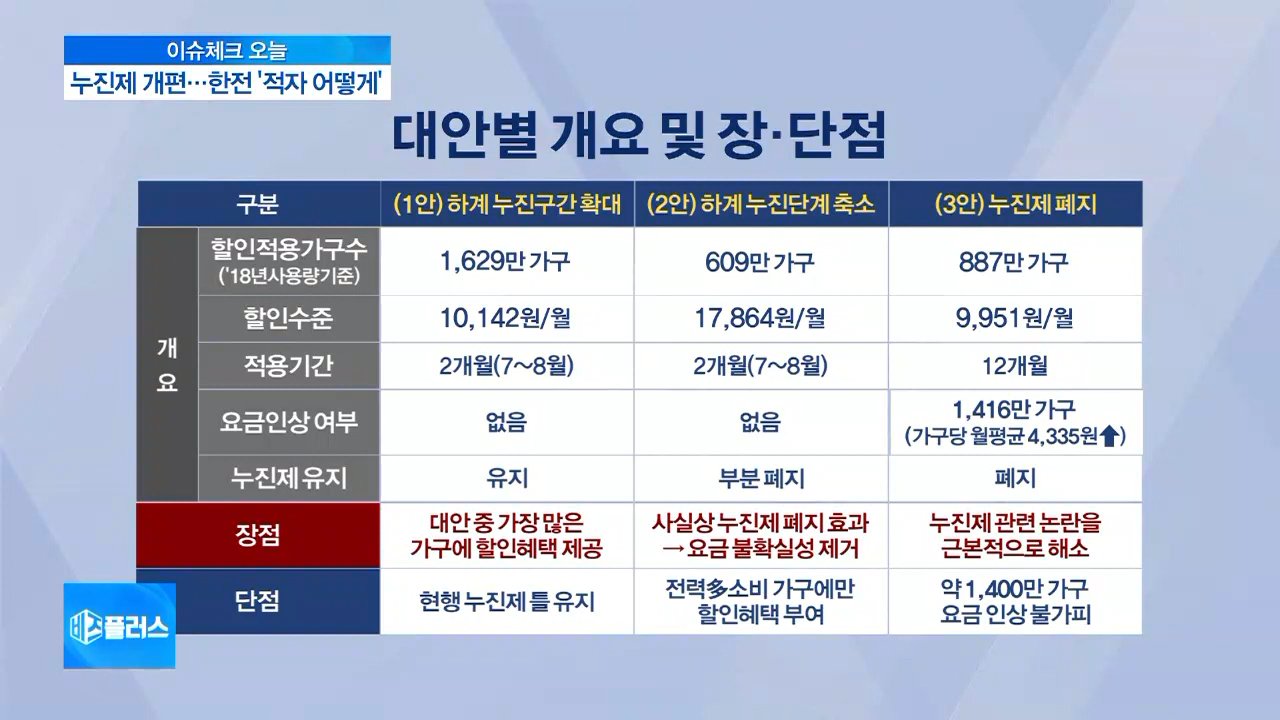 이슈체크 오늘
누진제 개편…한전 '적자 어떻게'
대안별 개요 및 장·단점
구분 (1안) 하계 누진구간 확대 (2안) 하계 누진단계 축소 (3안) 누진제 폐지
개요
할인적용가구수
('18년사용량기준)
1,629만 가구 609만 가구 887만 가구
할인수준 10,142원/월 17,864원/월 9,951원/월
적용기간 2개월(7~8월) 2개월(7~8월) 12개월
요금인상 여부 없음 없음 1,416만 가구
(가구당 월평균 4,335원⬆)
누진제 유지 유지 부분 폐지 폐지
장점
대안 중 가장 많은
가구에 할인혜택 제공
사실상 누진제 폐지 효과
→ 요금 불확실성 제거
누진제 관련 논란을
근본적으로 해소
단점
현행 누진제 틀 유지
전력多소비 가구에만
할인혜택 부여
약 1,400만 가구
요금 인상 불가피
비즈플러스